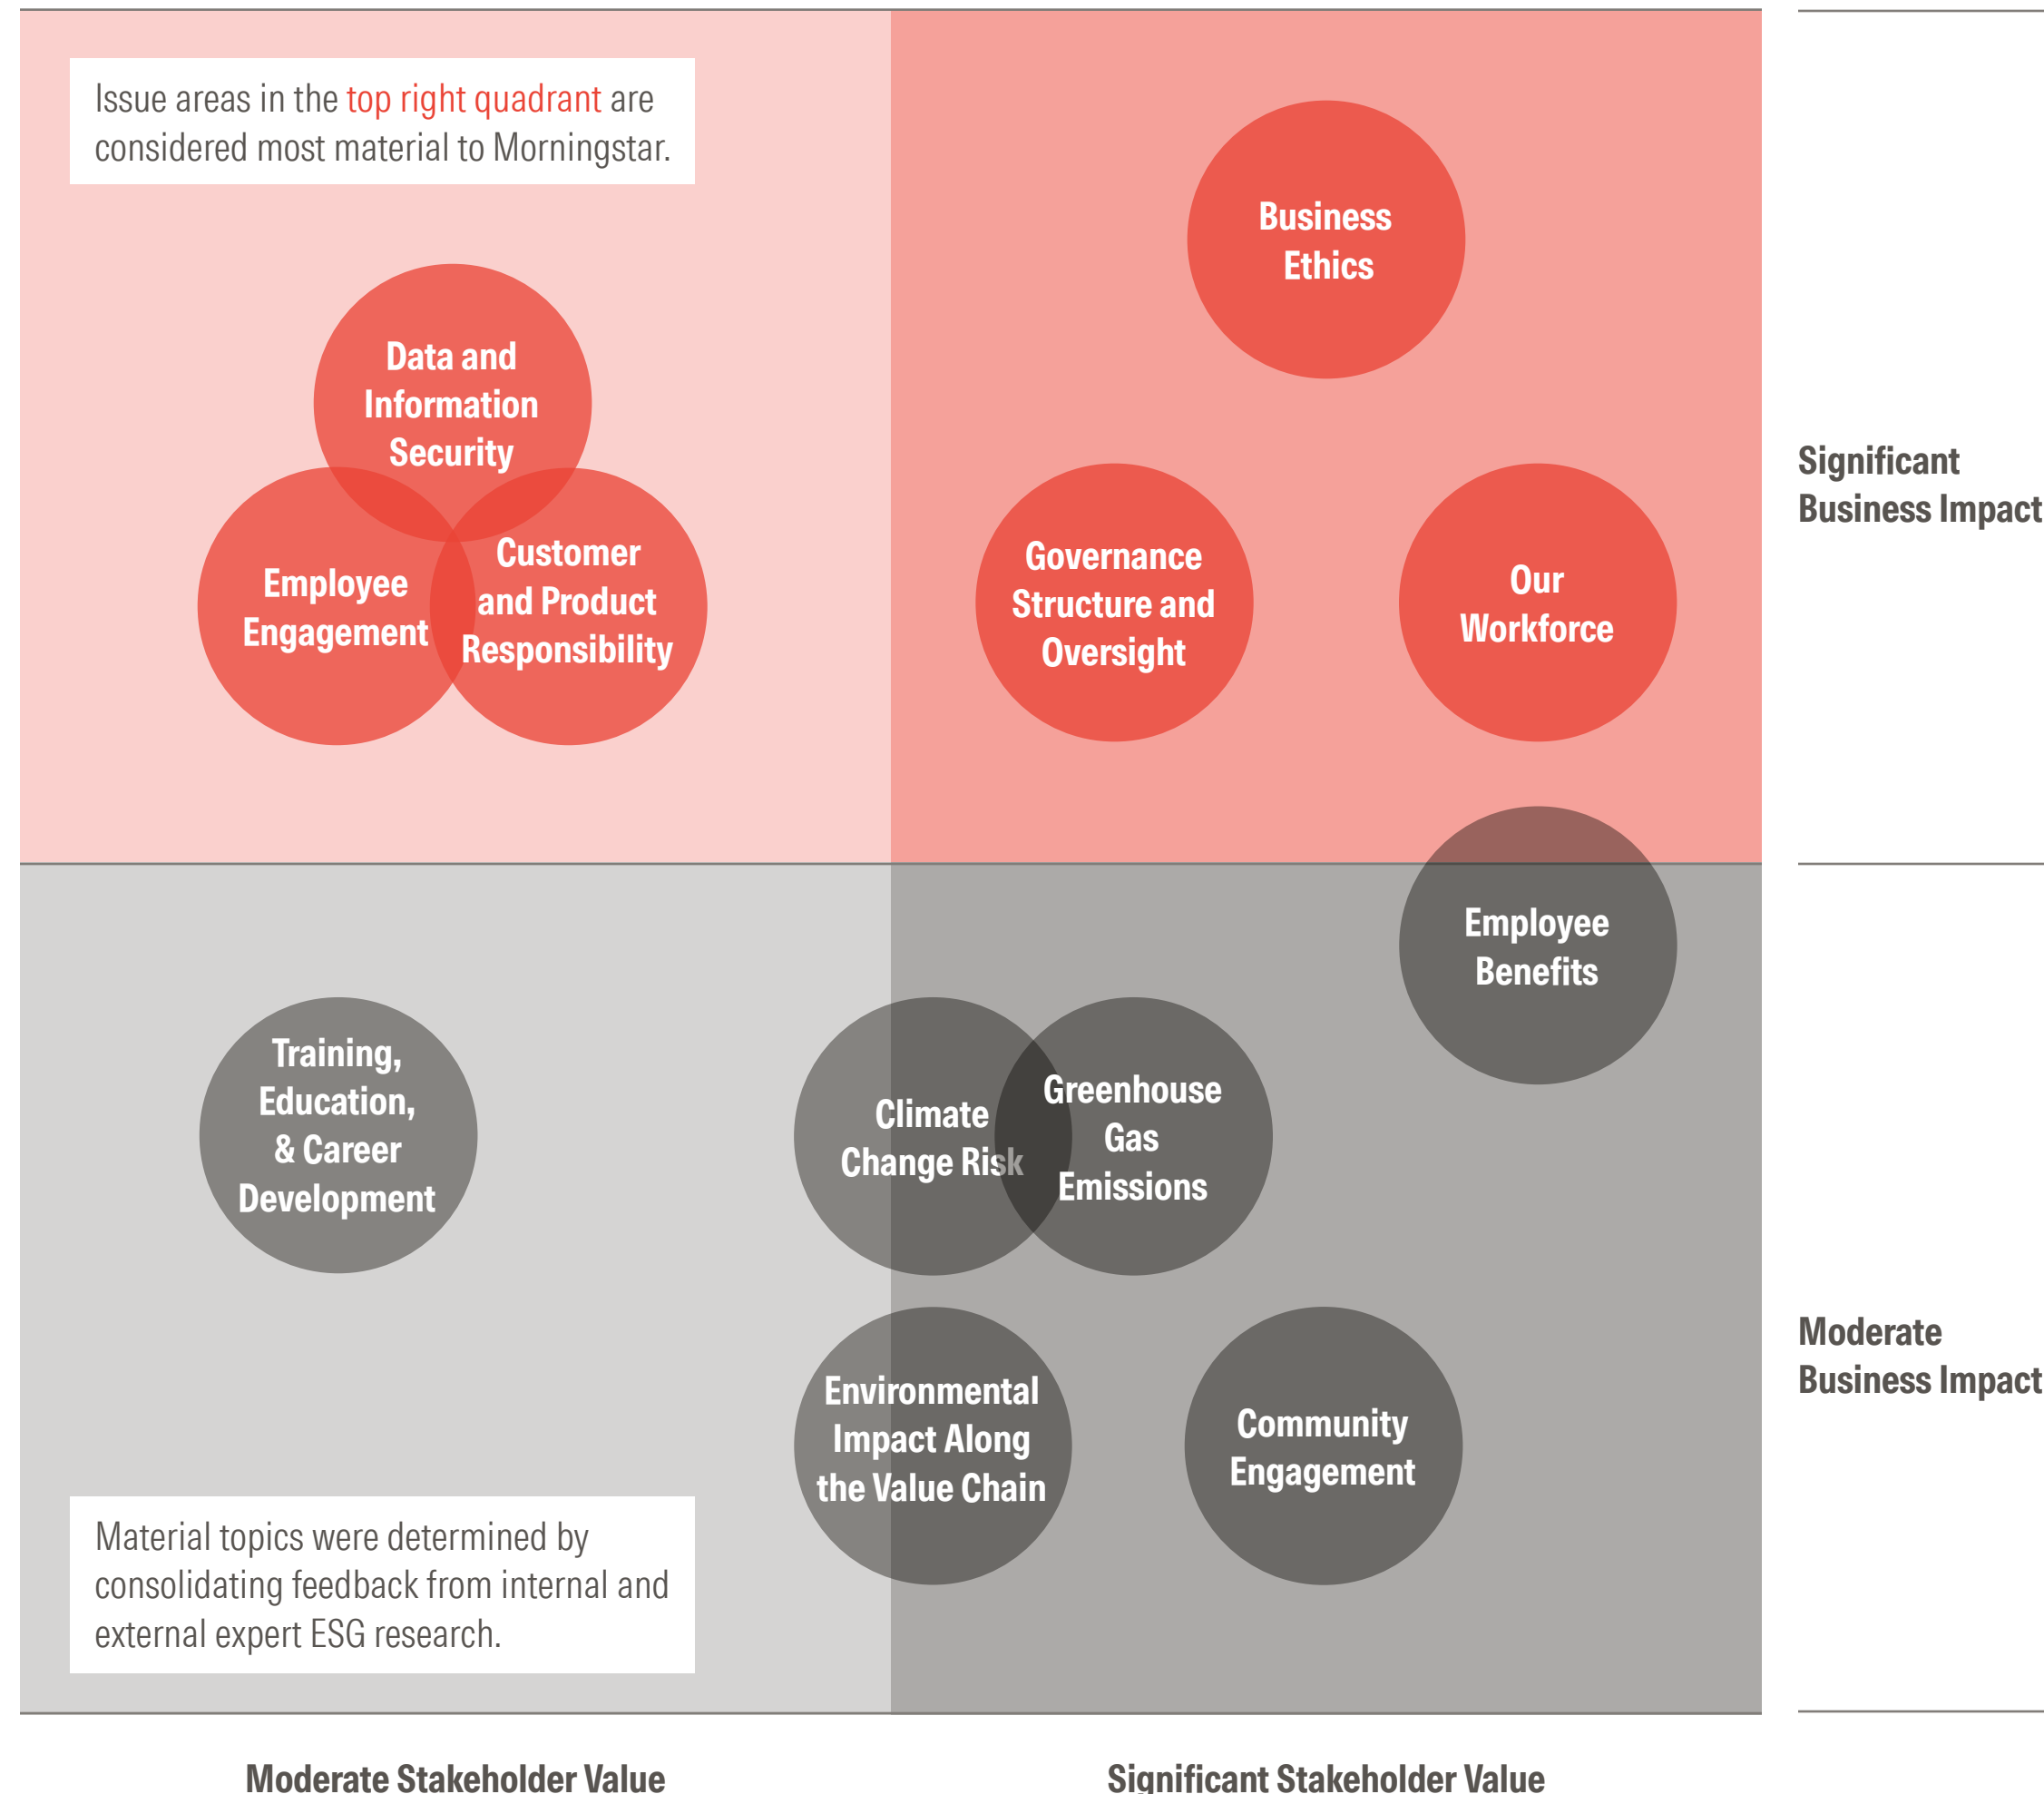 Issue areas in the top right quadrant are
considered most material to Morningstar.
Business
Ethics
Data and
Information
Security
Significant
Business Impact
Employee
Engagement
Customer
and Product
Responsibility
Governance
Structure and
Oversight
Our
Workforce
Employee
Benefits
Training,
Education,
& Career
Development
Climate
Change Risk
Greenhouse
Gas
Emissions
Moderate
Business Impact
Environmental
Impact Along
the Value Chain
Community
Engagement
Material topics were determined by
consolidating feedback from internal and
external expert ESG research.
Moderate Stakeholder Value
Significant Stakeholder Value